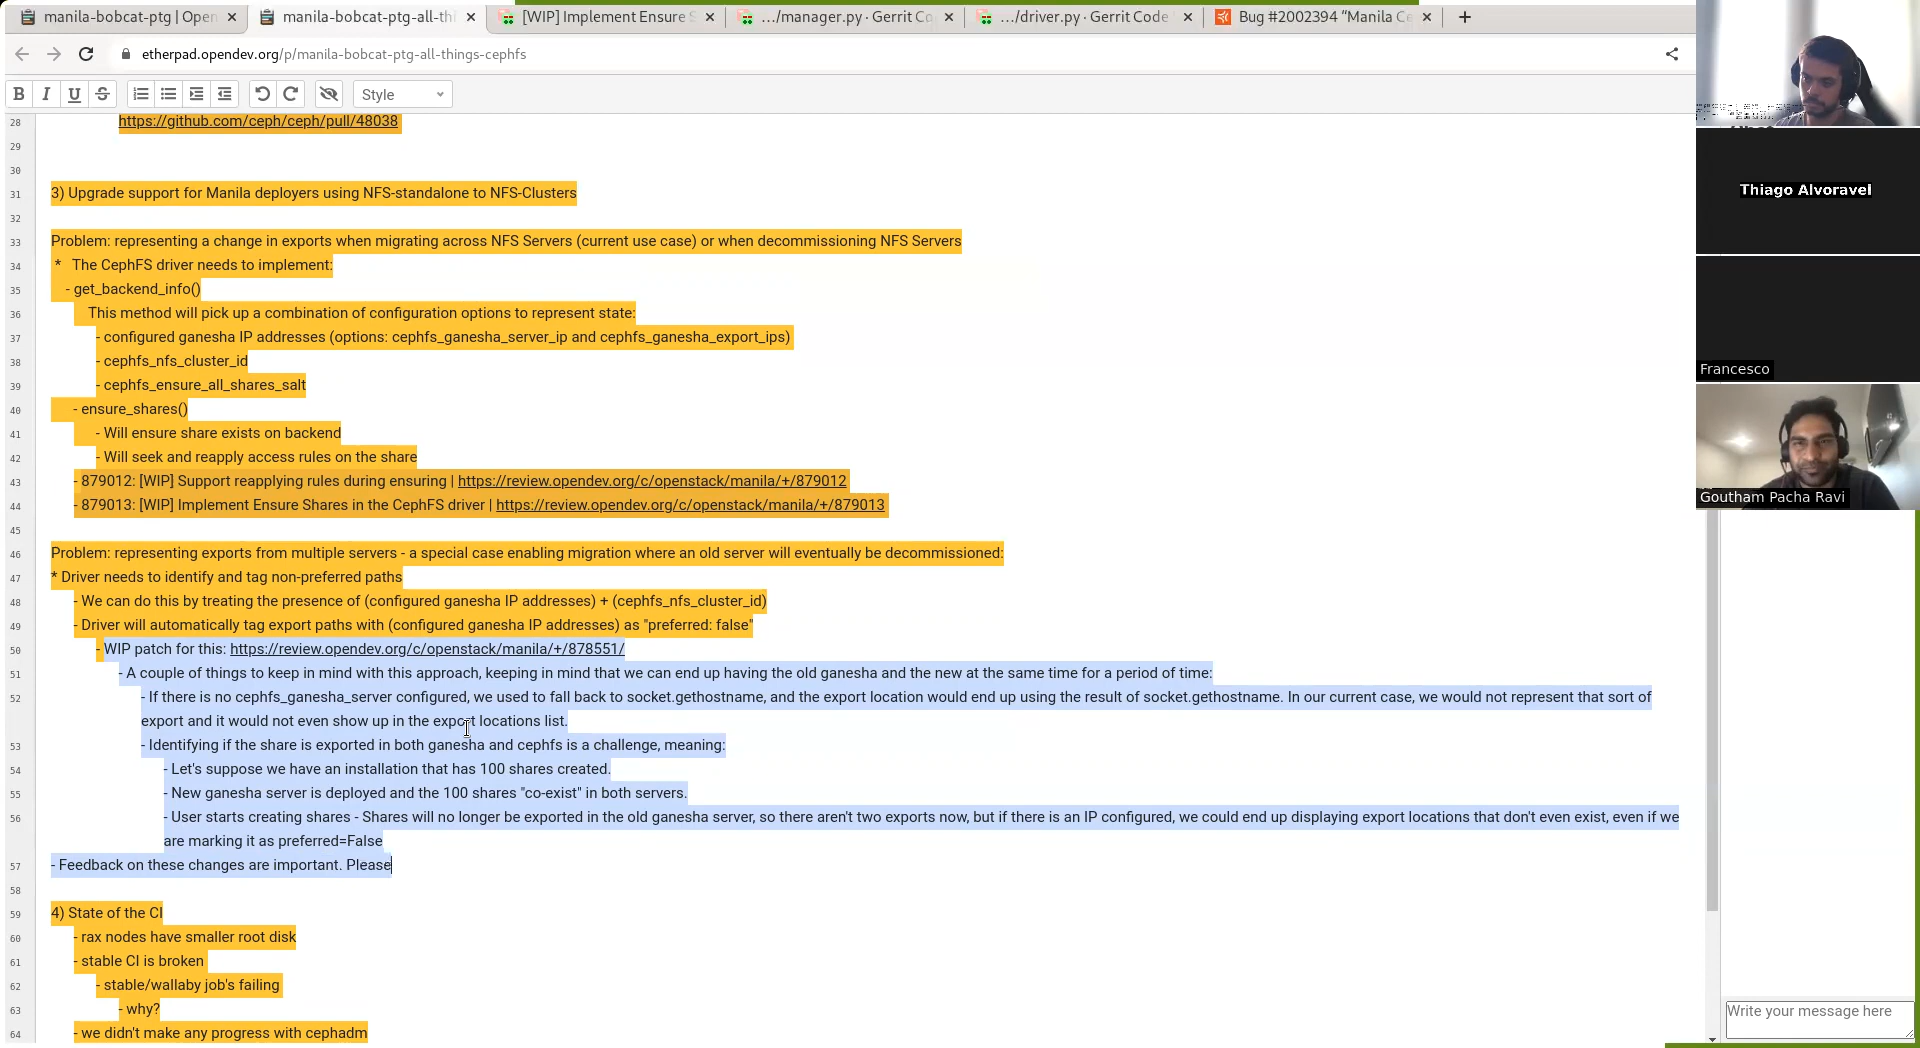 manila-bobcat-ptg | Open
manila-bobcat-ptg-all-thi
[WIP] Implement Ensure S
.../manager.py · Gerrit Co
.../driver.py · Gerrit Code
Bug #2002394 “Manila Ce
etherpad.opendev.org/p/manila-bobcat-ptg-all-things-cephfs
B I U S Style
28 https://github.com/ceph/ceph/pull/48038
29
30
31 3) Upgrade support for Manila deployers using NFS-standalone to NFS-Clusters
32
33 Problem: representing a change in exports when migrating across NFS Servers (current use case) or when decommissioning NFS Servers
34 * The CephFS driver needs to implement:
35 - get_backend_info()
36 This method will pick up a combination of configuration options to represent state:
37 - configured ganesha IP addresses (options: cephfs_ganesha_server_ip and cephfs_ganesha_export_ips)
38 - cephfs_nfs_cluster_id
39 - cephfs_ensure_all_shares_salt
40 - ensure_shares()
41 - Will ensure share exists on backend
42 - Will seek and reapply access rules on the share
43 - 879012: [WIP] Support reapplying rules during ensuring | https://review.opendev.org/c/openstack/manila/+/879012
44 - 879013: [WIP] Implement Ensure Shares in the CephFS driver | https://review.opendev.org/c/openstack/manila/+/879013
45
46 Problem: representing exports from multiple servers - a special case enabling migration where an old server will eventually be decommissioned:
47 * Driver needs to identify and tag non-preferred paths
48 - We can do this by treating the presence of (configured ganesha IP addresses) + (cephfs_nfs_cluster_id)
49 - Driver will automatically tag export paths with (configured ganesha IP addresses) as "preferred: false"
50 - WIP patch for this: https://review.opendev.org/c/openstack/manila/+/878551/
51 - A couple of things to keep in mind with this approach, keeping in mind that we can end up having the old ganesha and the new at the same time for a period of time:
52 - If there is no cephfs_ganesha_server configured, we used to fall back to socket.gethostname, and the export location would end up using the result of socket.gethostname. In our current case, we would not represent that sort of
export and it would not even show up in the export locations list.
53 - Identifying if the share is exported in both ganesha and cephfs is a challenge, meaning:
54 - Let's suppose we have an installation that has 100 shares created.
55 - New ganesha server is deployed and the 100 shares "co-exist" in both servers.
56 - User starts creating shares - Shares will no longer be exported in the old ganesha server, so there aren't two exports now, but if there is an IP configured, we could end up displaying export locations that don't even exist, even if we
are marking it as preferred=False
57 - Feedback on these changes are important. Please
58
59 4) State of the CI
60 - rax nodes have smaller root disk
61 - stable CI is broken
62 - stable/wallaby job's failing
63 - why?
64 - we didn't make any progress with cephadm
Thiago Alvoravel
Francesco
Goutham Pacha Ravi
Write your message here